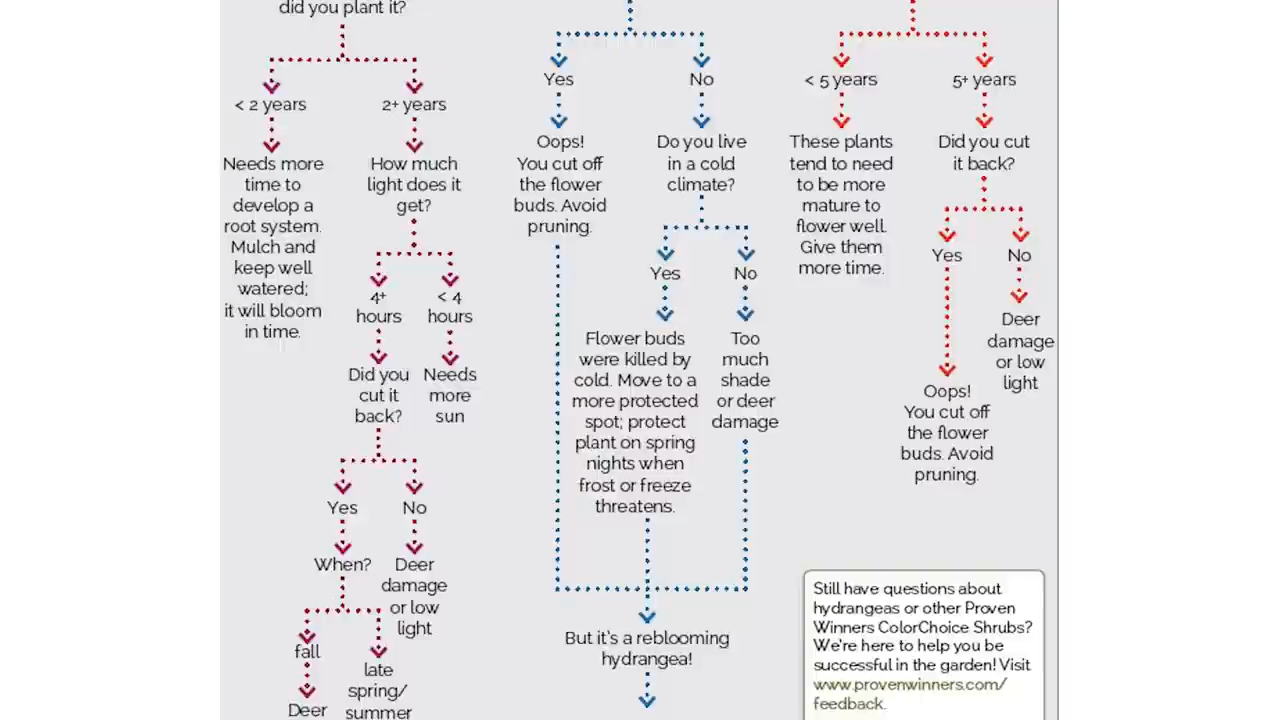 did you plant it?
< 2 years
2+ years
Needs more
time to
develop a
root system.
Mulch and
keep well
watered;
it will bloom
in time.
How much
light does it
get?
4+
hours
< 4
hours
Did you
cut it
back?
Needs
more
sun
Yes
No
When?
Deer
damage
or low
light
fall
late
spring/
summer
Deer
Yes
No
Oops!
You cut off
the flower
buds. Avoid
pruning.
Do you live
in a cold
climate?
Yes
No
Flower buds
were killed by
cold. Move to a
more protected
spot; protect
plant on spring
nights when
frost or freeze
threatens.
Too
much
shade
or deer
damage
But it's a reblooming
hydrangea!
< 5 years
5+ years
These plants
tend to need
to be more
mature to
flower well.
Give them
more time.
Did you cut
it back?
Yes
No
Oops!
You cut off
the flower
buds. Avoid
pruning.
Deer
damage
or low
light
Still have questions about
hydrangeas or other Proven
Winners ColorChoice Shrubs?
We're here to help you be
successful in the garden! Visit
www.provenwinners.com/
feedback.